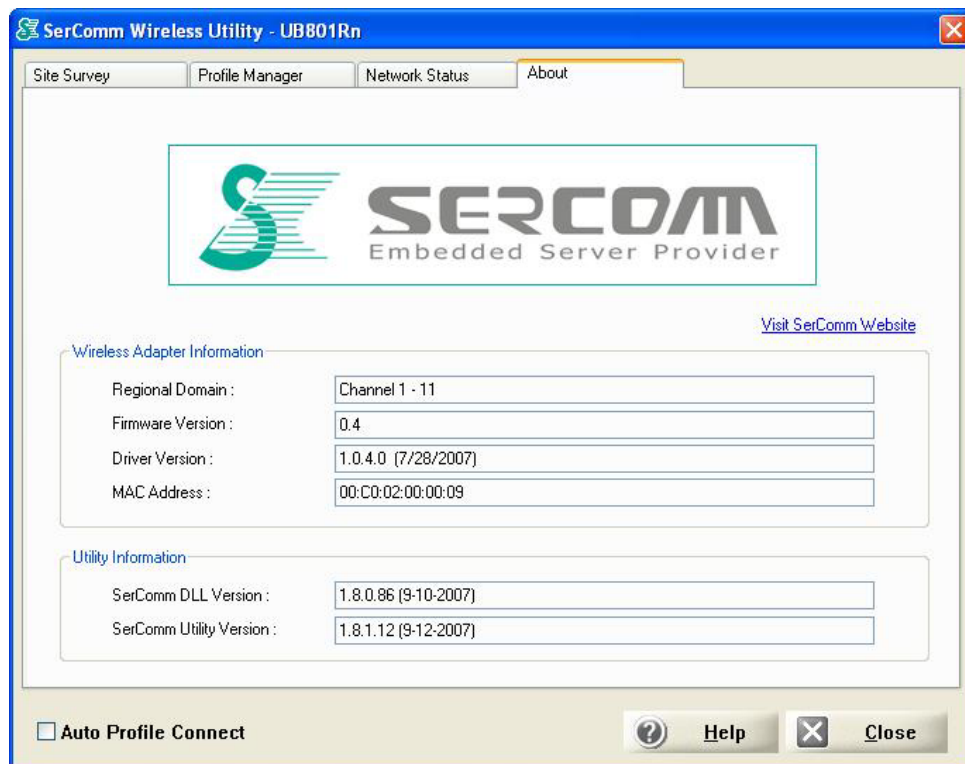 SerComm Wireless Utility - UB801Rn
Site Survey Profile Manager Network Status About
SERCOMM
Embedded Server Provider
Visit SerComm Website
Wireless Adapter Information
Regional Domain : Channel 1 - 11
Firmware Version : 0.4
Driver Version : 1.0.4.0 (7/28/2007)
MAC Address : 00:C0:02:00:00:09
Utility Information
SerComm DLL Version : 1.8.0.86 (9-10-2007)
SerComm Utility Version : 1.8.1.12 (9-12-2007)
Auto Profile Connect Help Close